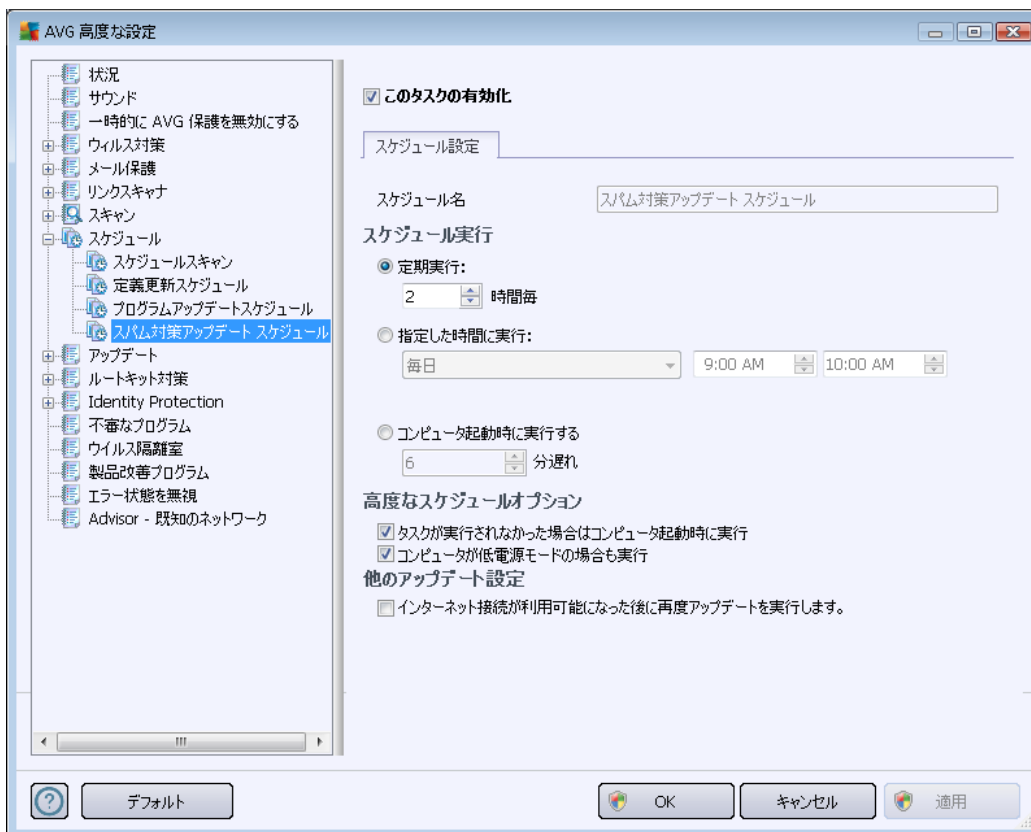 AVG 高度な設定
状況
サウンド
一時的に AVG 保護を無効にする
ウィルス対策
メール保護
リンクスキャナ
スキャン
スケジュール
スケジュールスキャン
定義更新スケジュール
プログラムアップデートスケジュール
スパム対策アップデート スケジュール
アップデート
ルートキット対策
Identity Protection
不審なプログラム
ウイルス隔離室
製品改善プログラム
エラー状態を無視
Advisor - 既知のネットワーク
このタスクの有効化
スケジュール設定
スケジュール名 スパム対策アップデート スケジュール
スケジュール実行
定期実行:
2 時間毎
指定した時間に実行:
毎日 9:00 AM 10:00 AM
コンピュータ起動時に実行する
6 分遅れ
高度なスケジュールオプション
タスクが実行されなかった場合はコンピュータ起動時に実行
コンピュータが低電源モードの場合も実行
他のアップデート設定
インターネット接続が利用可能になった後に再度アップデートを実行します。
デフォルト OK キャンセル 適用